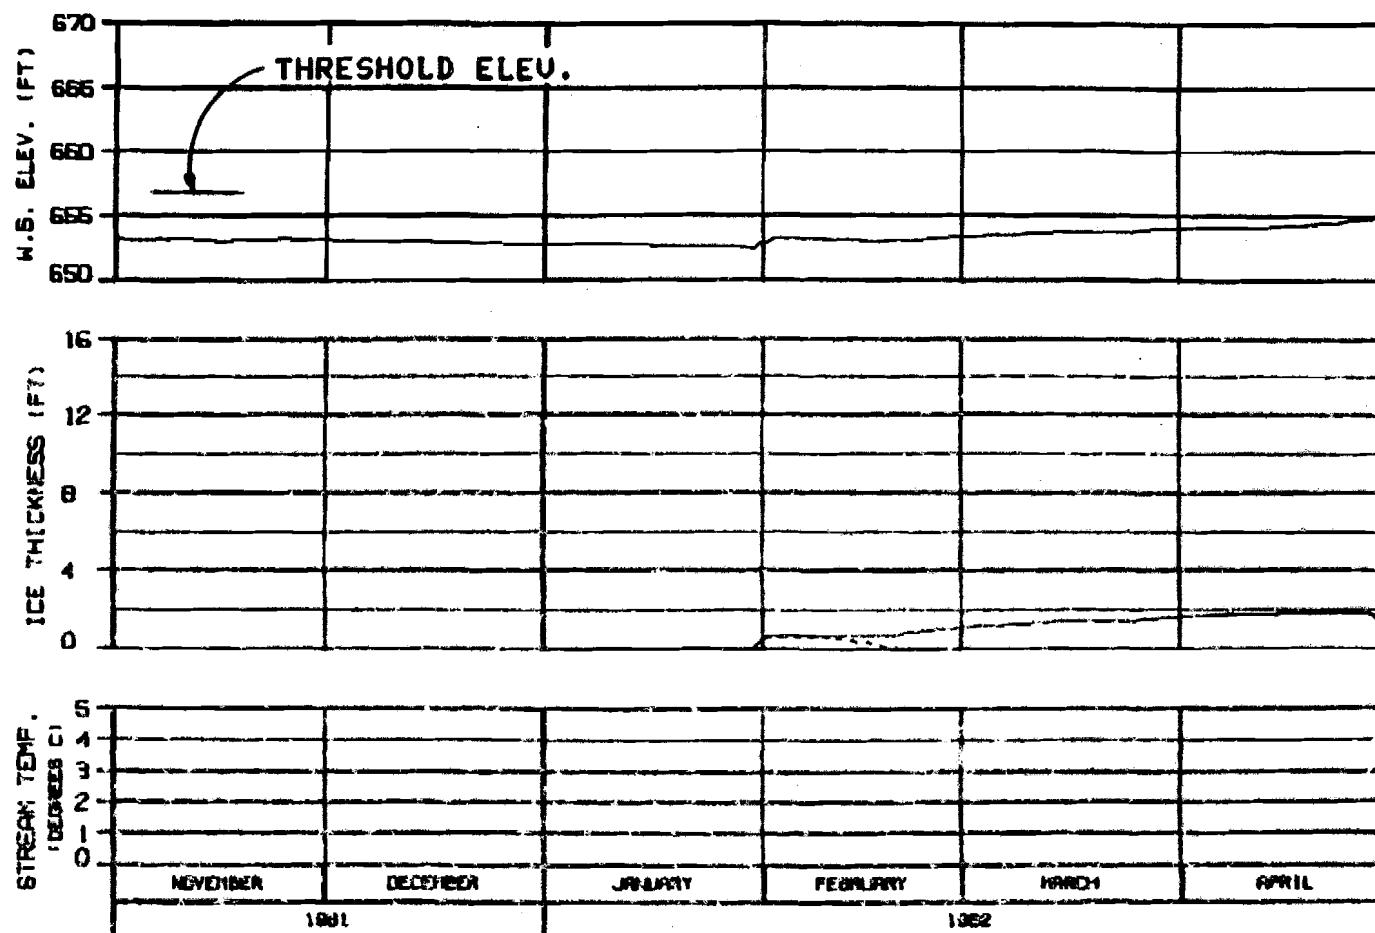 670
THRESHOLD ELEV.
665
660
655
650
W.S. ELEV. (FT)
16
12
8
4
0
ICE THICKNESS (FT)
5
4
3
2
1
0
STREAM TEMP.
(DEGREES C)
NOVEMBER DECEMBER JANUARY FEBRUARY MARCH APRIL
1981 1982